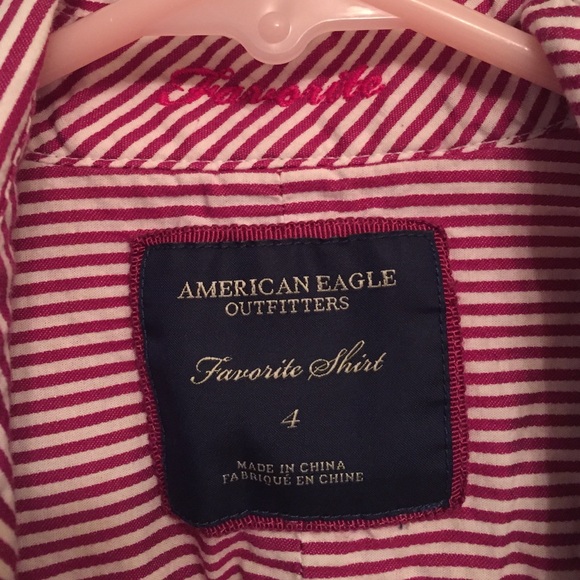 Favorite
AMERICAN EAGLE
OUTFITTERS
Favorite Shirt
4
MADE IN CHINA
FABRIQUÉ EN CHINE